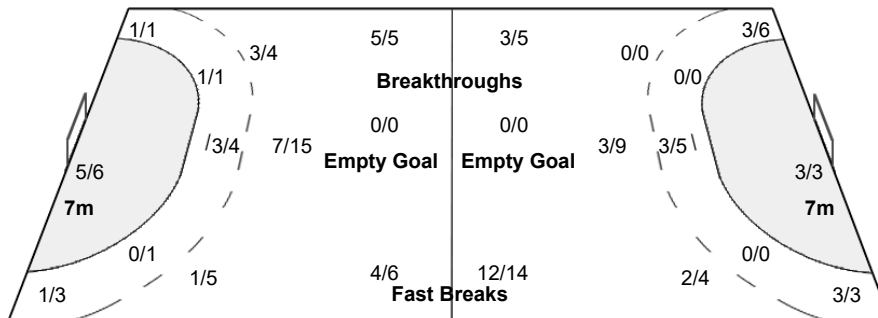 1/1 5/5 3/5 3/6
3/4 0/0
1/1 Breakthroughs 0/0
0/0 0/0
3/4 7/15 3/9 3/5
Empty Goal Empty Goal
5/6 3/3
7m 7m
0/1 0/0
1/5 4/6 12/14 2/4
1/3 Fast Breaks 3/3